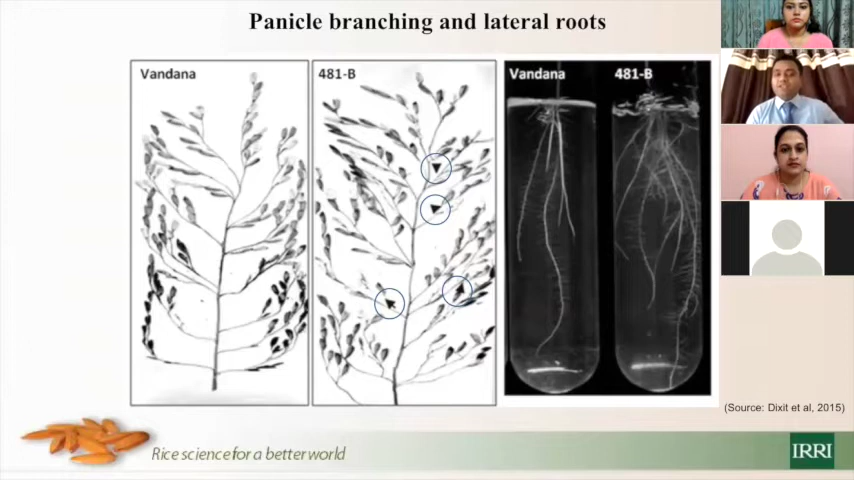 Panicle branching and lateral roots
Vandana
481-B
Vandana
481-B
(Source: Dixit et al, 2015)
Rice science for a better world
IRRI